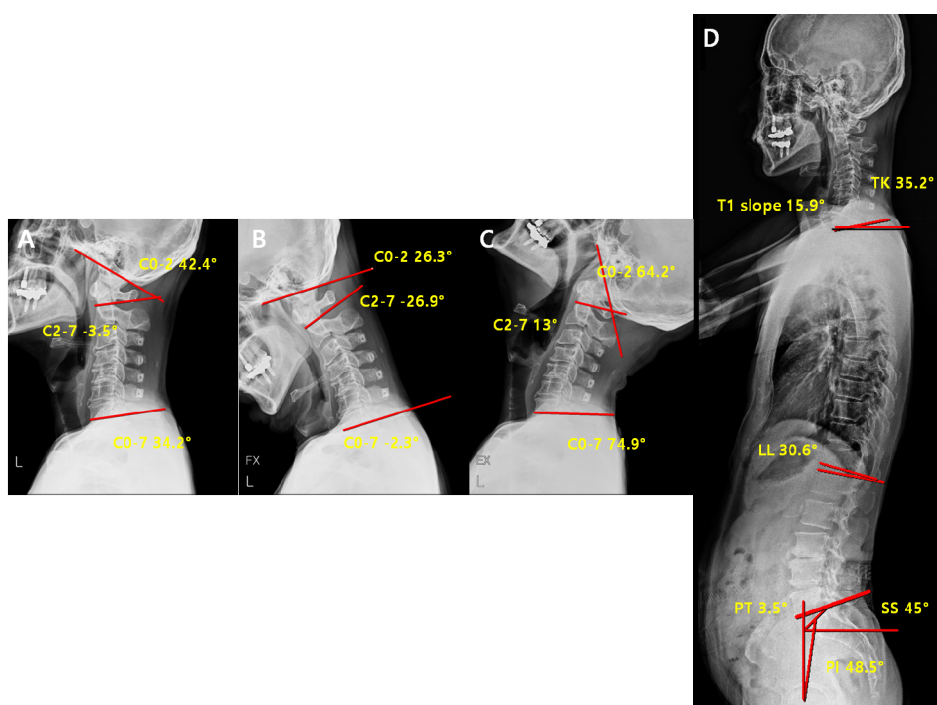 A
C0-2 42.4°
C2-7 -3.5°
C0-7 34.2°
L
B
C0-2 26.3°
C2-7 -26.9°
C0-7 -2.3°
FX
L
C
C0-2 64.2°
C2-7 13°
C0-7 74.9°
EX
L
D
TK 35.2°
T1 slope 15.9°
LL 30.6°
PT 3.5°
SS 45°
PI 48.5°